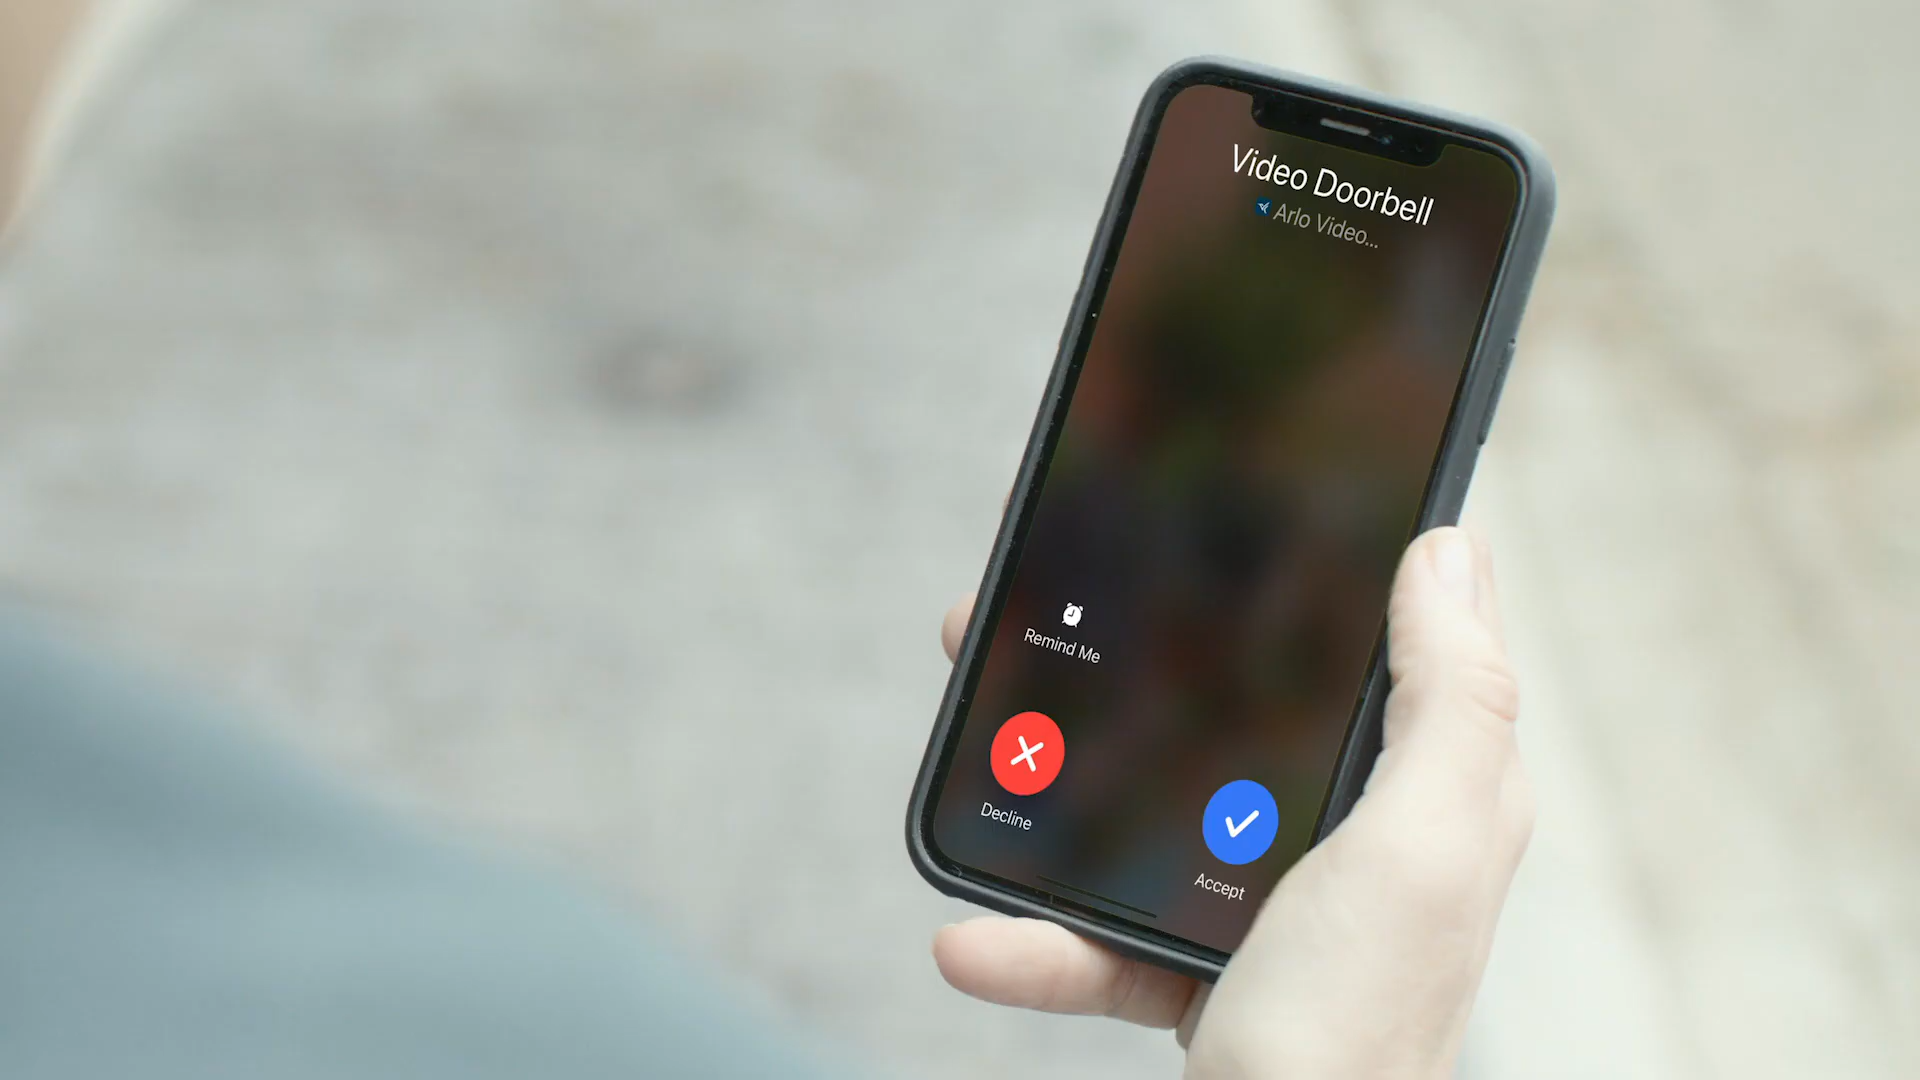 Video Doorbell
Arlo Video...
Remind Me
Decline
Accept